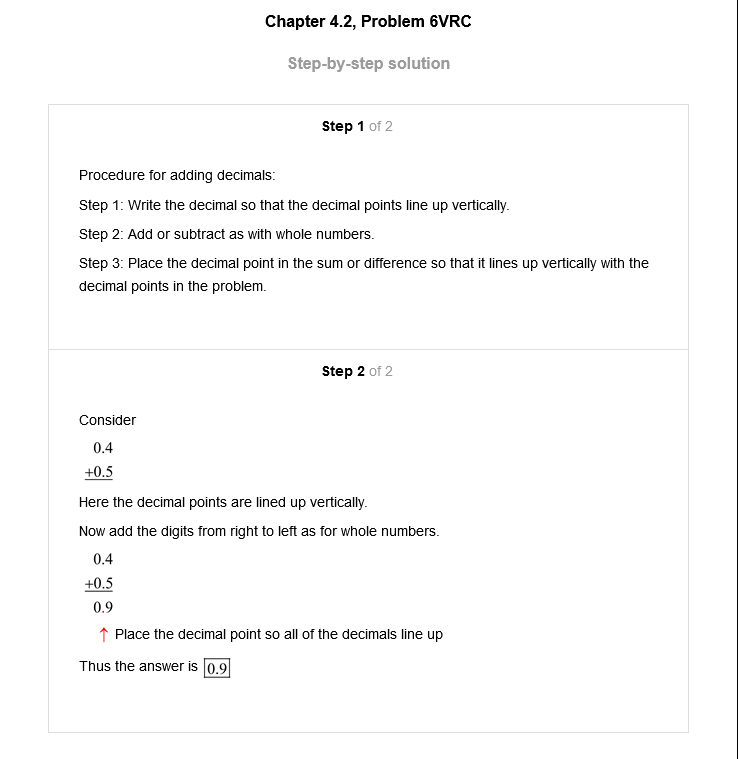 Chapter 4.2, Problem 6VRC
Step-by-step solution
Step 1 of 2
Procedure for adding decimals:
Step 1: Write the decimal so that the decimal points line up vertically.
Step 2: Add or subtract as with whole numbers.
Step 3: Place the decimal point in the sum or difference so that it lines up vertically with the
decimal points in the problem.
Step 2 of 2
Consider
0.4
+0.5
Here the decimal points are lined up vertically.
Now add the digits from right to left as for whole numbers.
0.4
+0.5
0.9
↑ Place the decimal point so all of the decimals line up
Thus the answer is 0.9